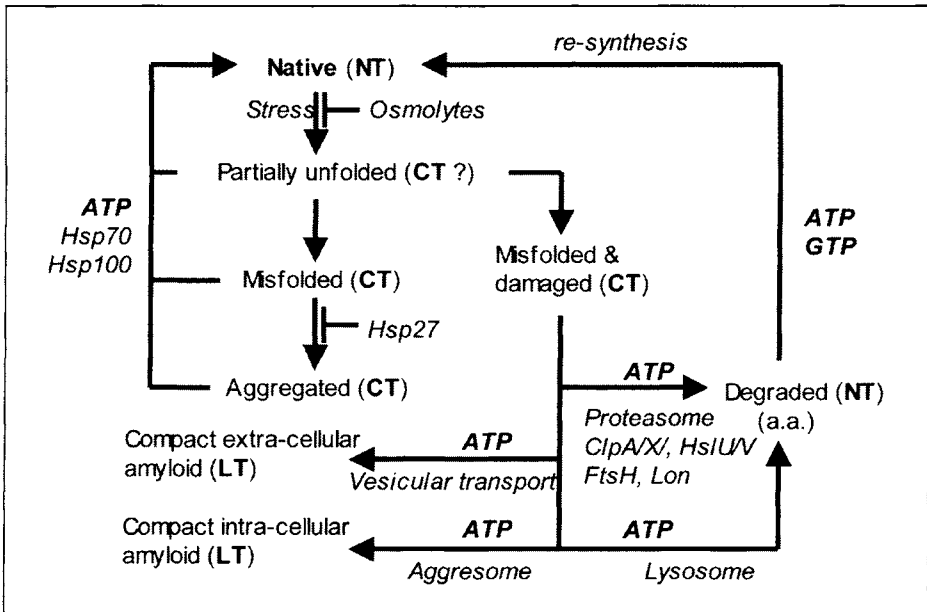 re-synthesis
Native (NT)
Stress
Osmolytes
Partially unfolded (CT ?)
ATP
Hsp70
Hsp100
ATP
GTP
Misfolded &
damaged (CT)
Misfolded (CT)
Hsp27
Aggregated (CT)
ATP
Degraded (NT)
(a.a.)
Proteasome
ClpA/X/, HslU/V
FtsH, Lon
Compact extra-cellular
amyloid (LT)
ATP
Vesicular transport
Compact intra-cellular
amyloid (LT)
ATP
Aggresome
ATP
Lysosome